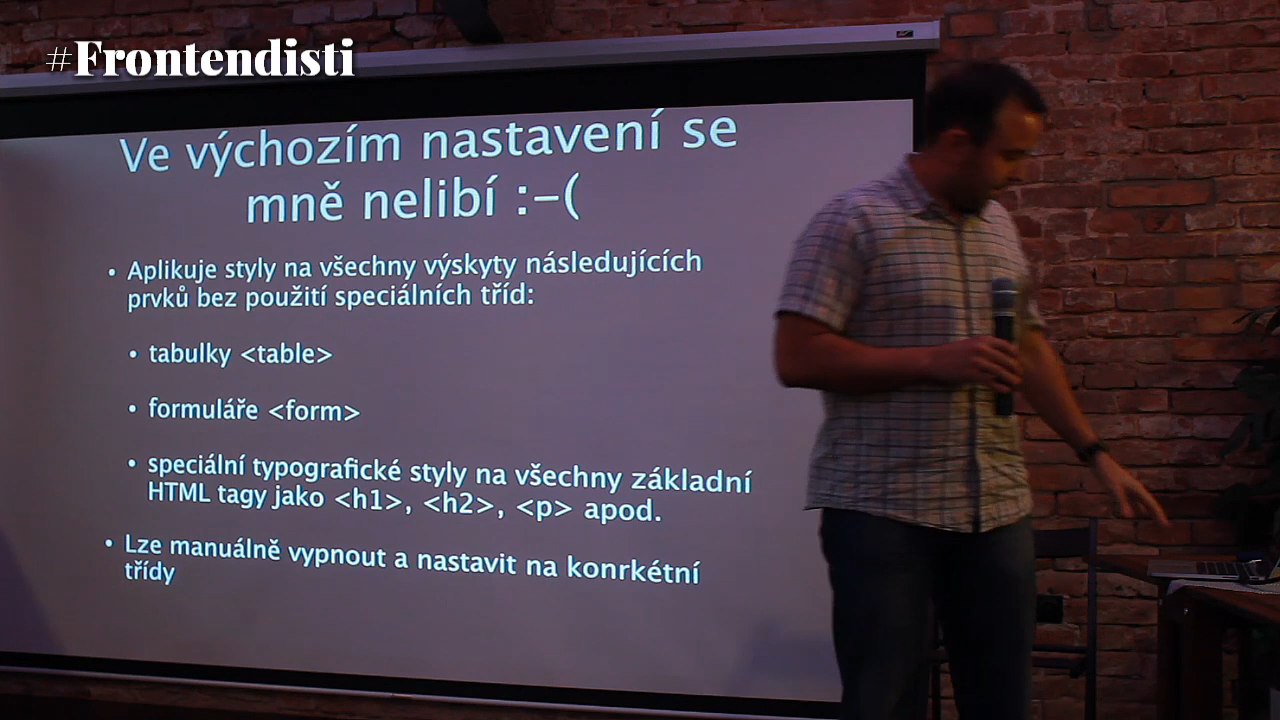 #Frontendisti
Ve výchozím nastavení se
mně nelibí :-(
• Aplikuje styly na všechny výskyty následujících
prvků bez použití speciálních tříd:
• tabulky <table>
• formuláře <form>
• speciální typografické styly na všechny základní
HTML tagy jako <h1>, <h2>, <p> apod.
• Lze manuálně vypnout a nastavit na konrkétní
třídy